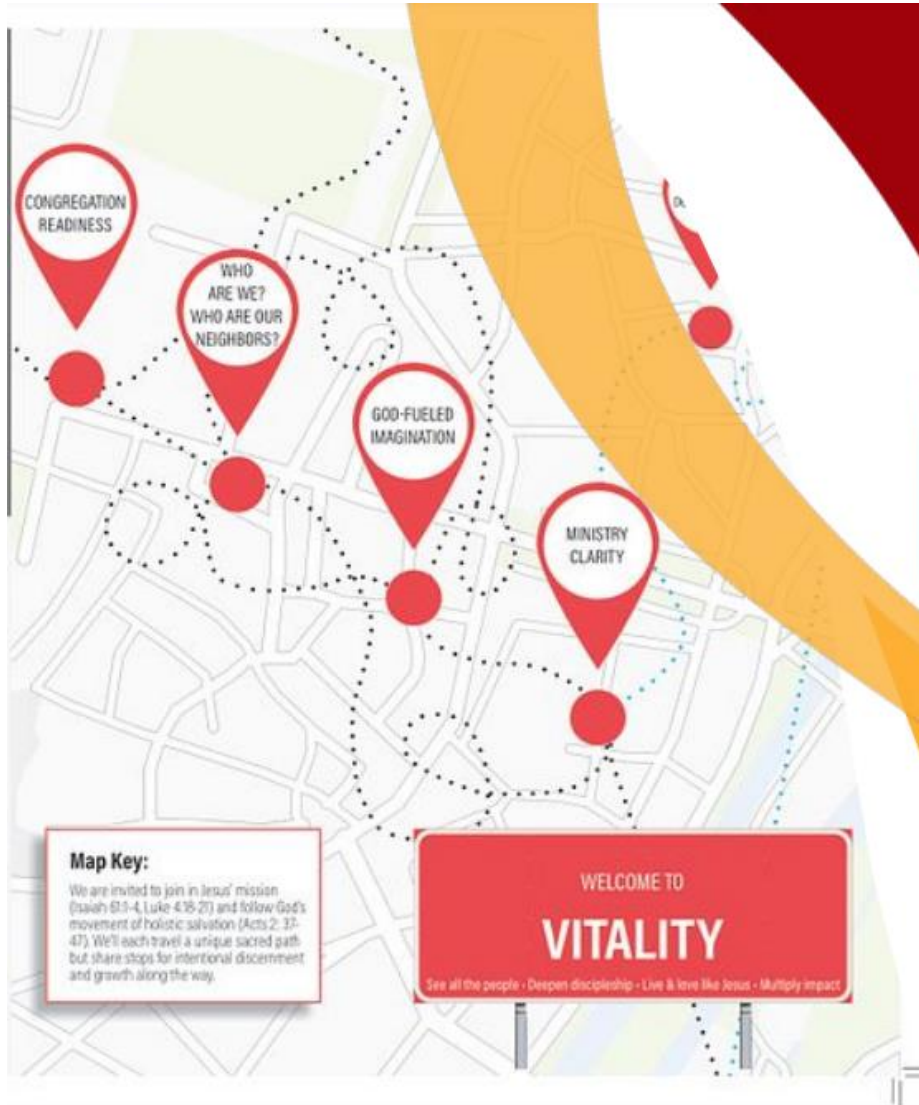 CONGREGATION
READINESS
WHO
ARE WE?
WHO ARE OUR
NEIGHBORS?
GOD-FUELED
IMAGINATION
MINISTRY
CLARITY
Map Key:
We are invited to join in Jesus' mission
(Isaiah 61:1-4, Luke 4:18-21) and follow God's
movement of holistic salvation (Acts 2: 37-
47). We'll each travel a unique sacred path
but share stops for intentional discernment
and growth along the way.
WELCOME TO
VITALITY
See all the people - Deepen discipleship - Live & love like Jesus - Multiply impact